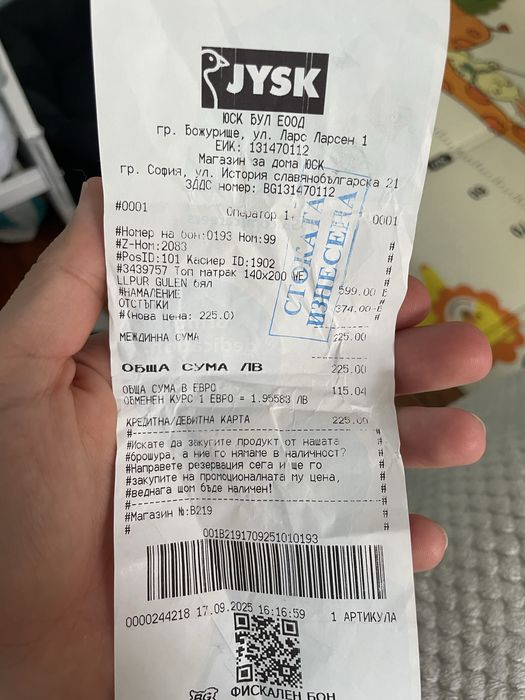 JYSK
ЮСК БУЛ ЕООД
гр. Божурище, ул. Ларс Ларсен 1
ЕИК: 131470112
Магазин за дома ЮСК
гр. София, ул. История славянобългарска 21
ЗДДС номер: BG131470112
#0001 Оператор 1 0001
#Номер на бон:0193 Ном:99 #
#Z-Ном:2083 #
#PosID:101 Касиер ID:1902 #
#3439757 Топ матрак 140x200 WE #
LLPUR GULEN бял 599.00
#НАМАЛЕНИЕ #
ОТСТЪПКИ 374.00-Б
#(нова цена: 225.0) #
МЕЖДИННА СУМА 225.00
ОБЩА СУМА ЛВ 225.00
ОБЩА СУМА В ЕВРО 115.04
ОБМЕНЕН КУРС 1 ЕВРО = 1.95583 ЛВ
КРЕДИТНА/ДЕБИТНА КАРТА 225.00
#Искате да закупите продукт от нашата #
#брошура, а ние го нямаме в наличност? #
#Направете резервация сега и ще го #
#закупите на промоционалната му цена, #
#веднага щом бъде наличен! #
#Магазин №:B219 #
# #
001B2191709251010193
0000244218 17.09.2025 16:16:59 1 АРТИКУЛА
BG ФИСКАЛЕН БОН
СТОКАТА
ИЗНЕСЕНА